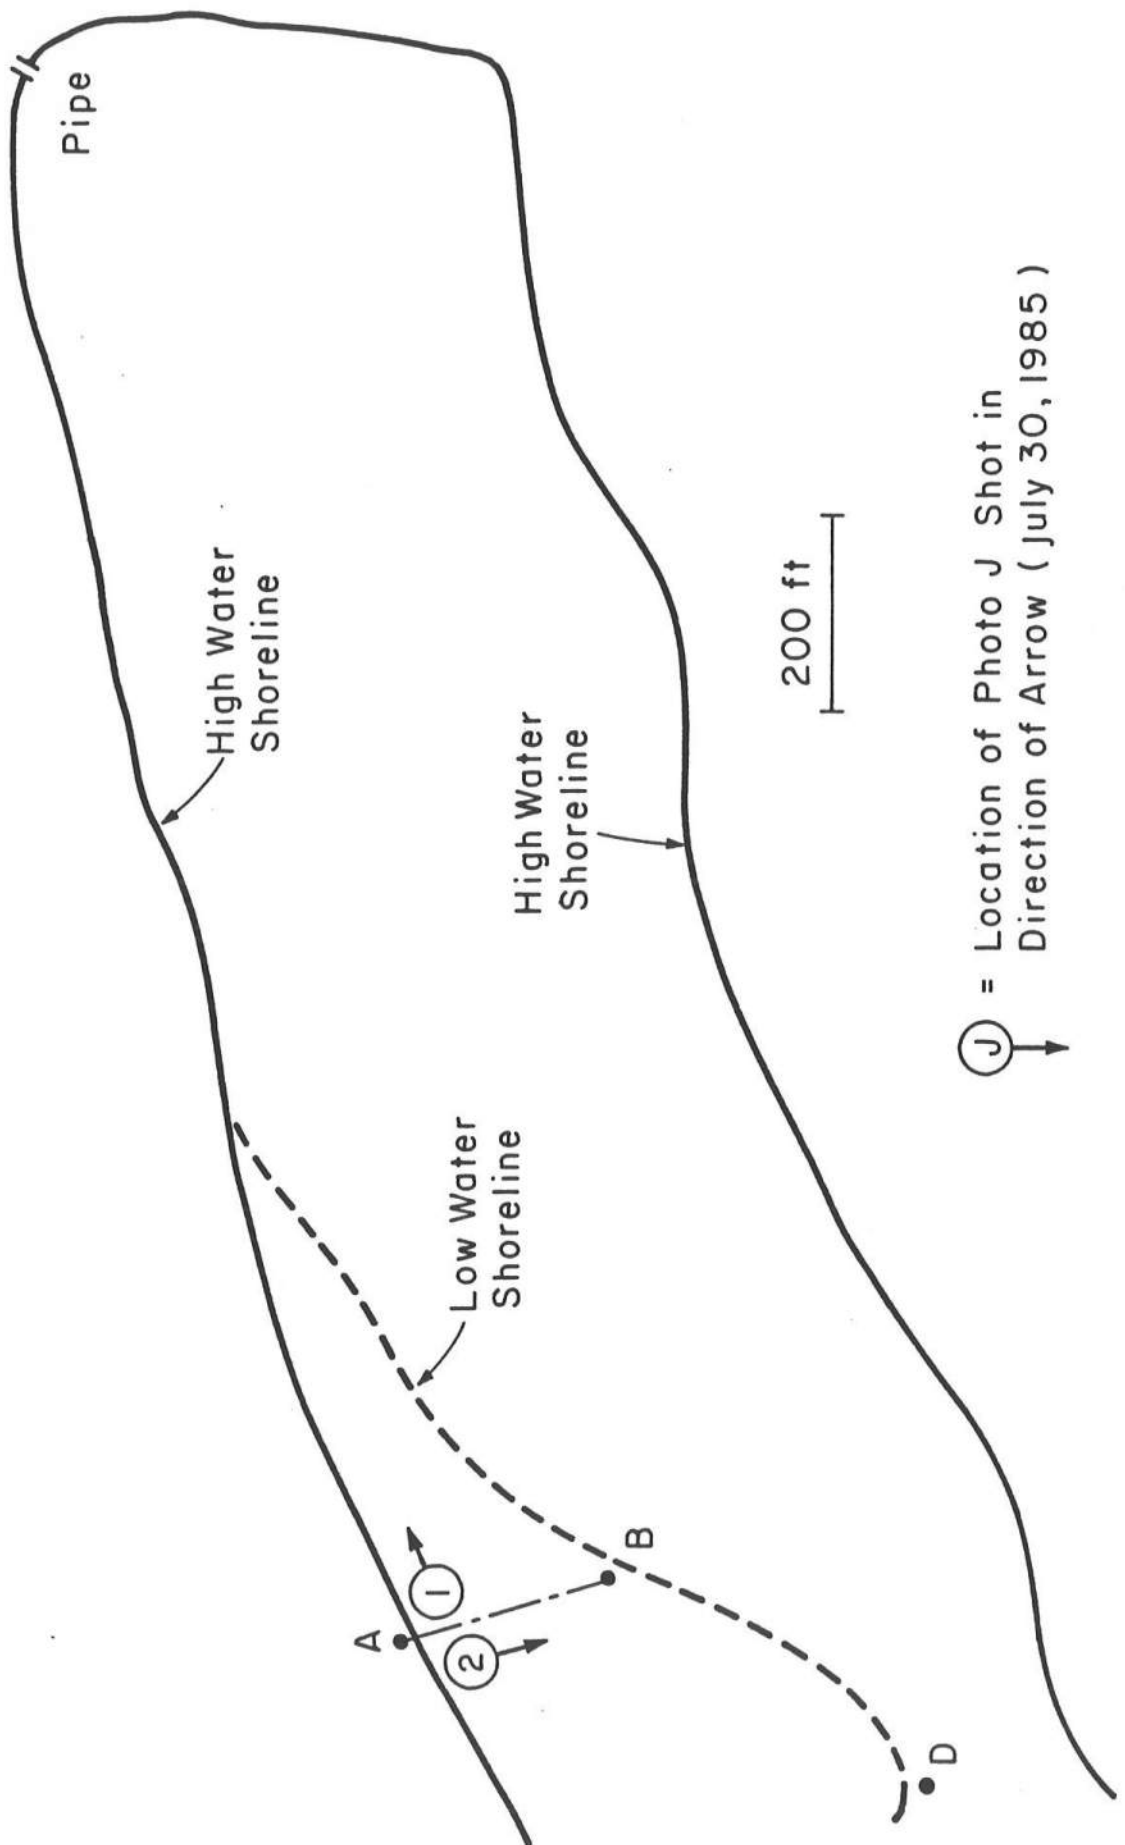 Pipe
High Water
Shoreline
High Water
Shoreline
200 ft
Low Water
Shoreline
A
1
2
B
D
J = Location of Photo J Shot in
Direction of Arrow (july 30, 1985)